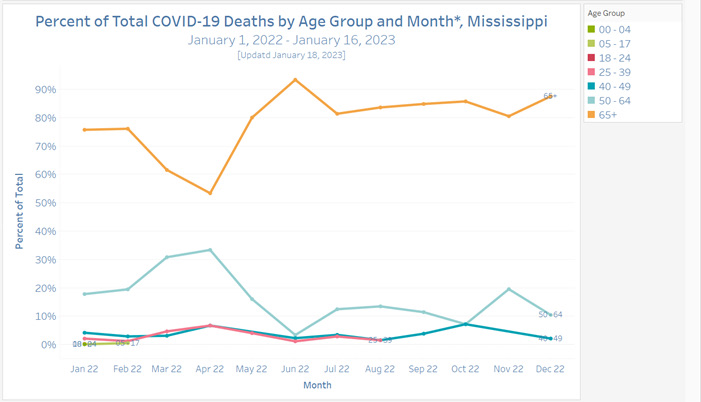 Percent of Total COVID-19 Deaths by Age Group and Month*, Mississippi
January 1, 2022 - January 16, 2023
[Updatd January 18, 2023]
Age Group
00 - 04
05 - 17
18 - 24
25 - 39
40 - 49
50 - 64
65+
Percent of Total
90%
80%
70%
60%
50%
40%
30%
20%
10%
0%
65+
50-64
40-49
25-39
05-17
Jan 22 Feb 22 Mar 22 Apr 22 May 22 Jun 22 Jul 22 Aug 22 Sep 22 Oct 22 Nov 22 Dec 22
Month